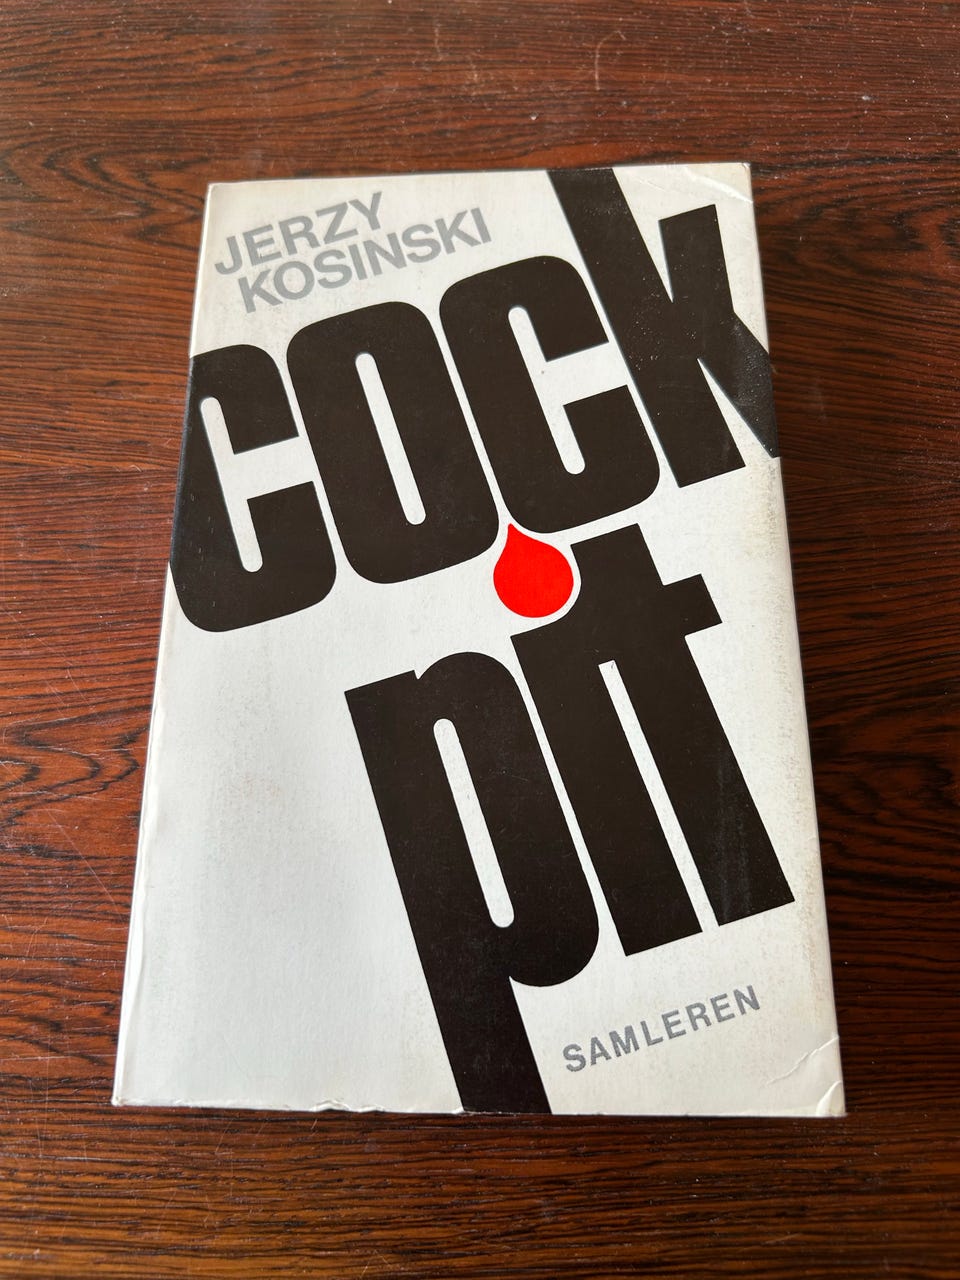 JERZY
KOSINSKI
cock
pit
SAMLEREN